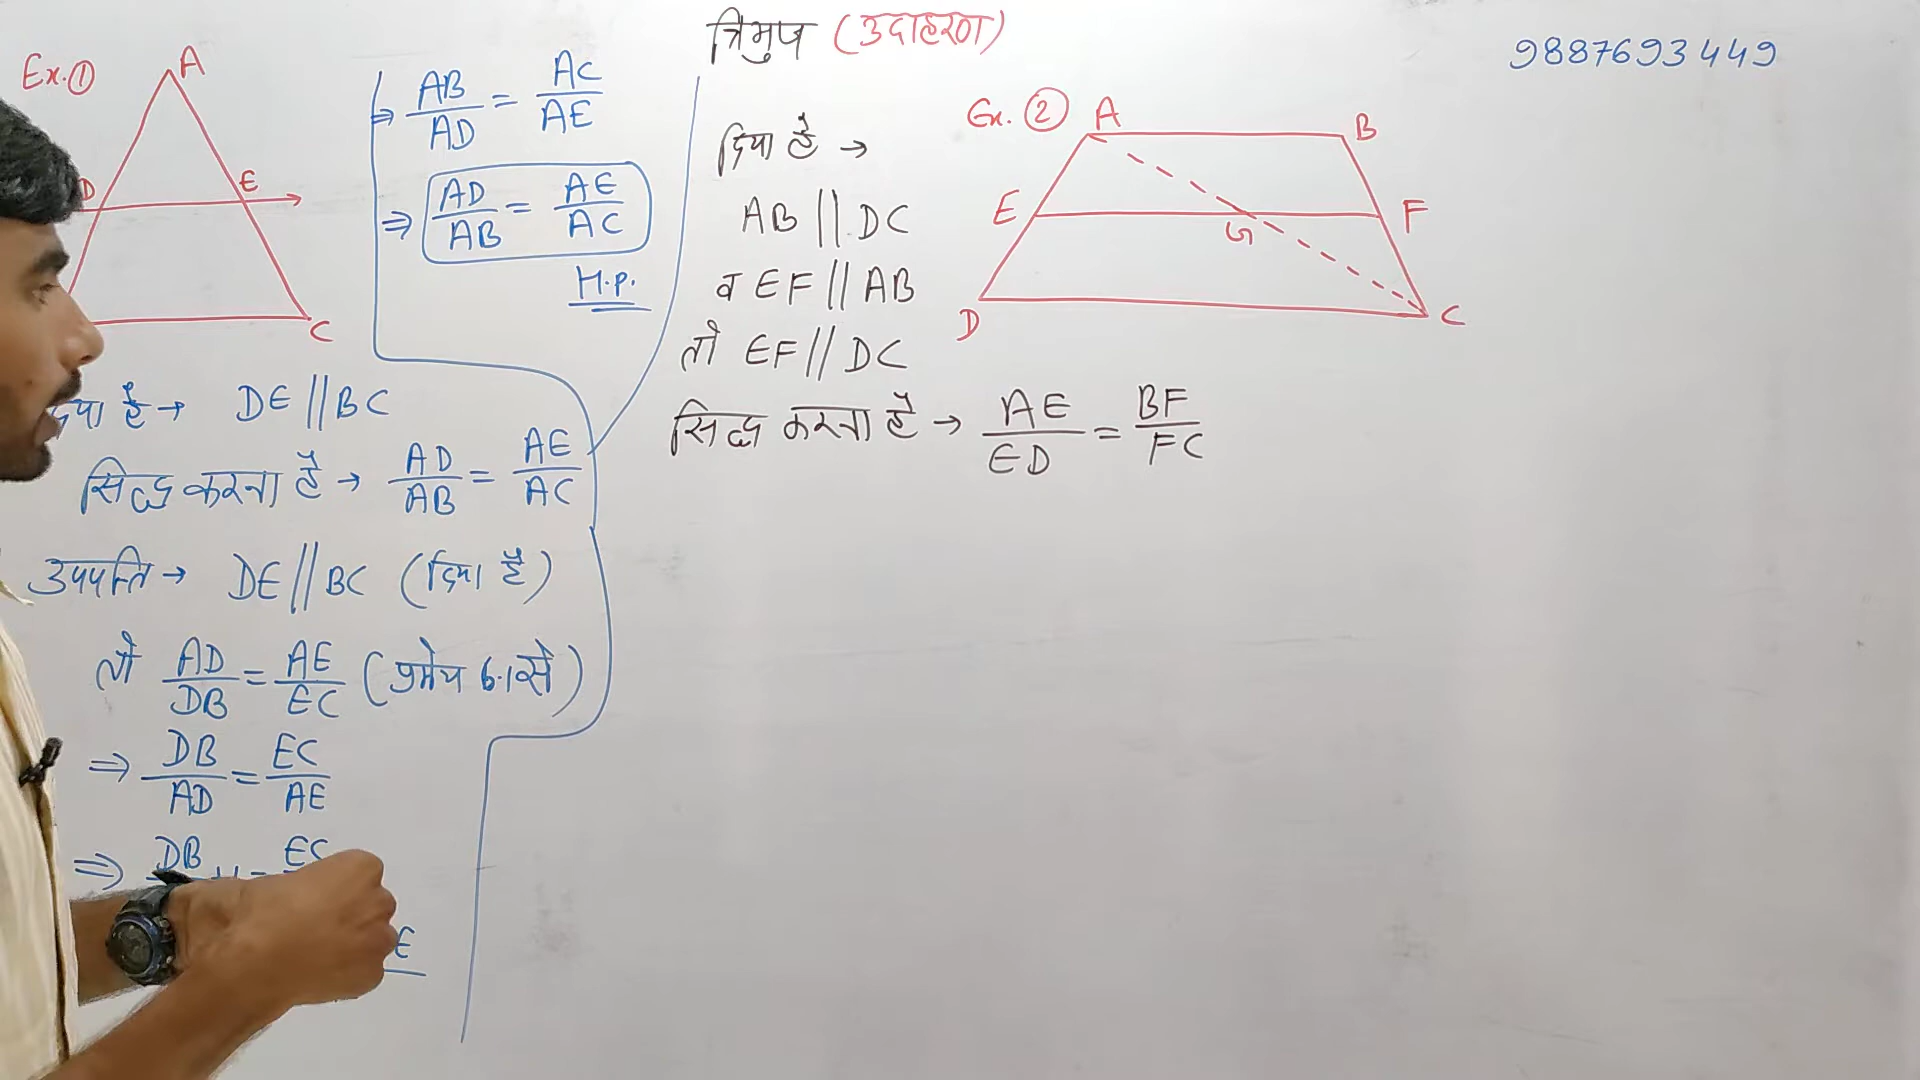 त्रिभुज (उदाहरण)
9887693449
Ex.①
A
D
E
C
DE || BC
सिद्ध करना है → AD/AB = AE/AC
उपपत्ति → DE || BC (दिया है)
तो AD/DB = AE/EC (प्रमेय 6.1 से)
⇒ DB/AD = EC/AE
⇒ DB EC
E
⇒ AB/AD = AC/AE
⇒ AD/AB = AE/AC
H.p.
दिया है →
AB || DC
व EF || AB
तो EF || DC
सिद्ध करना है → AE/ED = BF/FC
Ex. ②
A
B
E
F
G
D
C